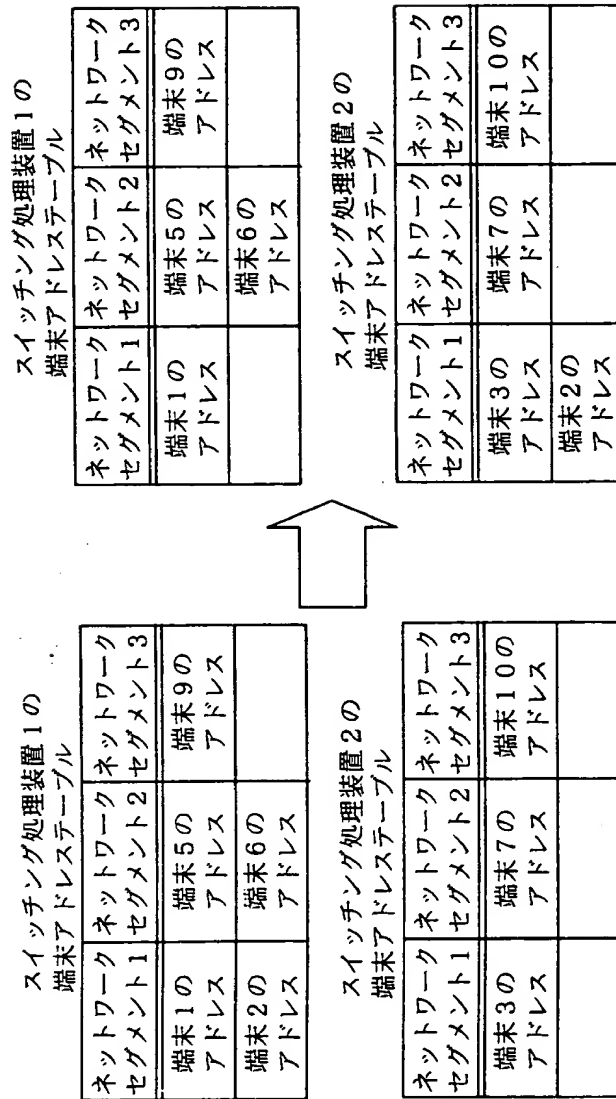 スイッチング処理装置1の
端末アドレステーブル
ネットワーク
セグメント1
ネットワーク
セグメント2
ネットワーク
セグメント3
端末1の
アドレス
端末5の
アドレス
端末9の
アドレス
端末2の
アドレス
端末6の
アドレス
スイッチング処理装置2の
端末アドレステーブル
ネットワーク
セグメント1
ネットワーク
セグメント2
ネットワーク
セグメント3
端末3の
アドレス
端末7の
アドレス
端末10の
アドレス
スイッチング処理装置1の
端末アドレステーブル
ネットワーク
セグメント1
ネットワーク
セグメント2
ネットワーク
セグメント3
端末1の
アドレス
端末5の
アドレス
端末9の
アドレス
端末6の
アドレス
スイッチング処理装置2の
端末アドレステーブル
ネットワーク
セグメント1
ネットワーク
セグメント2
ネットワーク
セグメント3
端末3の
アドレス
端末7の
アドレス
端末10の
アドレス
端末2の
アドレス